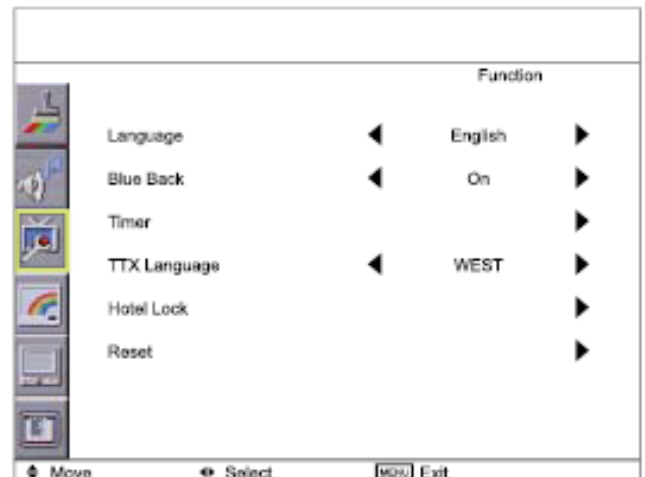 Function
Language English
Blue Back On
Timer
TTX Language WEST
Hotel Lock
Reset
Move Select MENU Exit